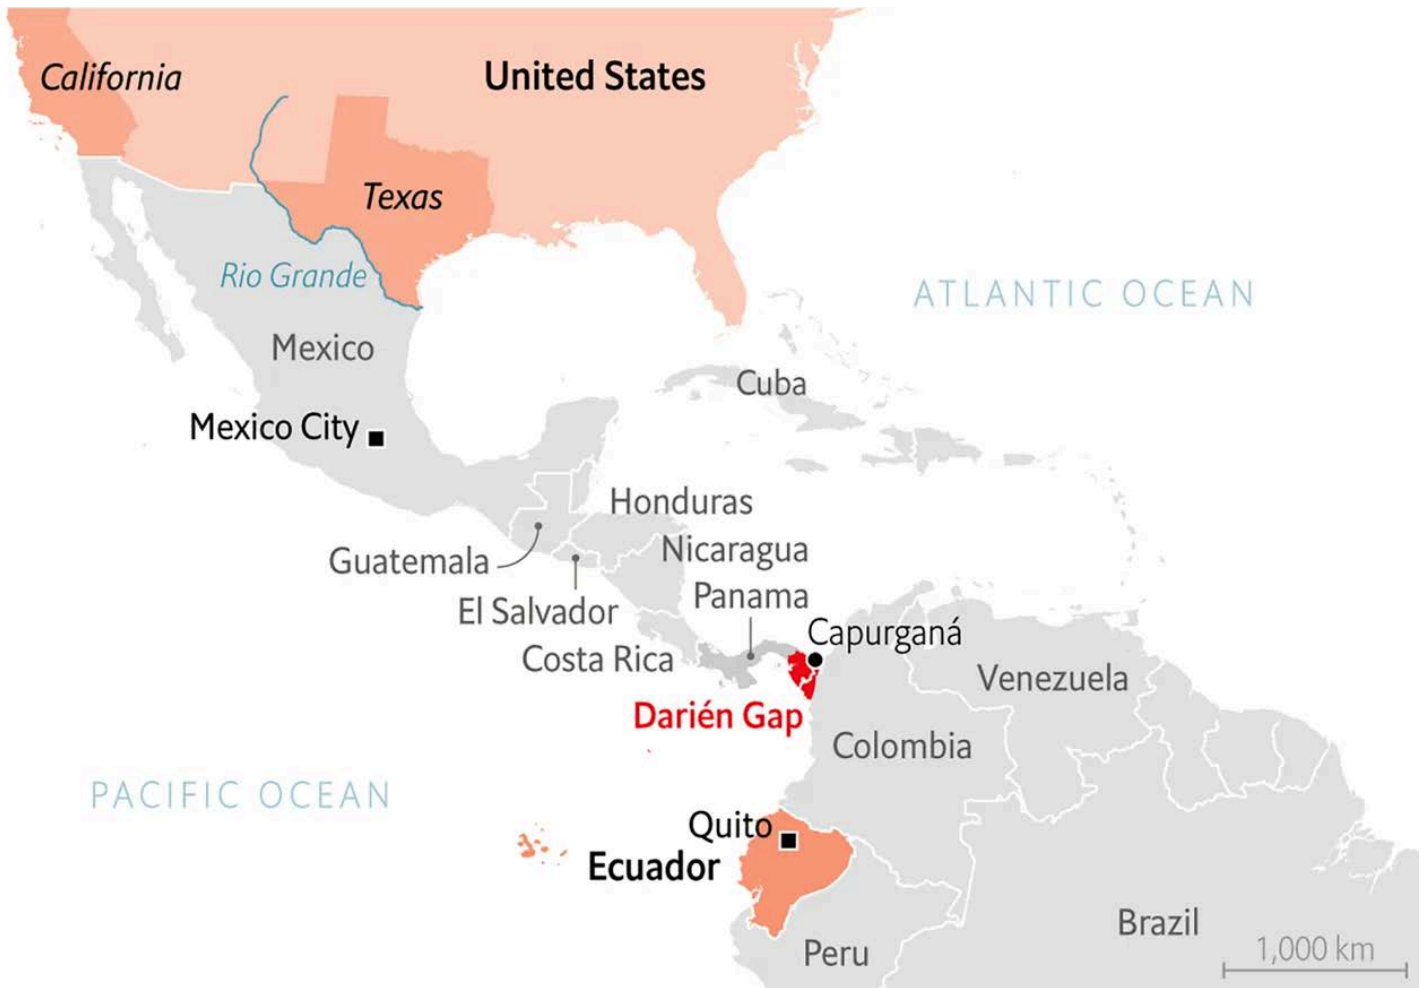 California
United States
Texas
Rio Grande
ATLANTIC OCEAN
Mexico
Cuba
Mexico City
Honduras
Guatemala
Nicaragua
El Salvador
Panama
Costa Rica
Capurganá
Venezuela
Darién Gap
Colombia
PACIFIC OCEAN
Quito
Ecuador
Brazil
Peru
1,000 km